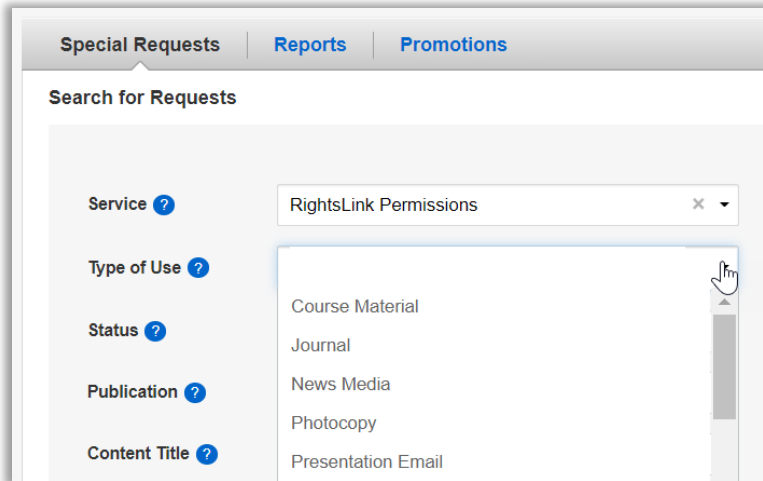 Special Requests Reports Promotions
Search for Requests
Service ? RightsLink Permissions ×
Type of Use ?
Course Material
Status ? Journal
News Media
Publication ?
Photocopy
Content Title ? Presentation Email